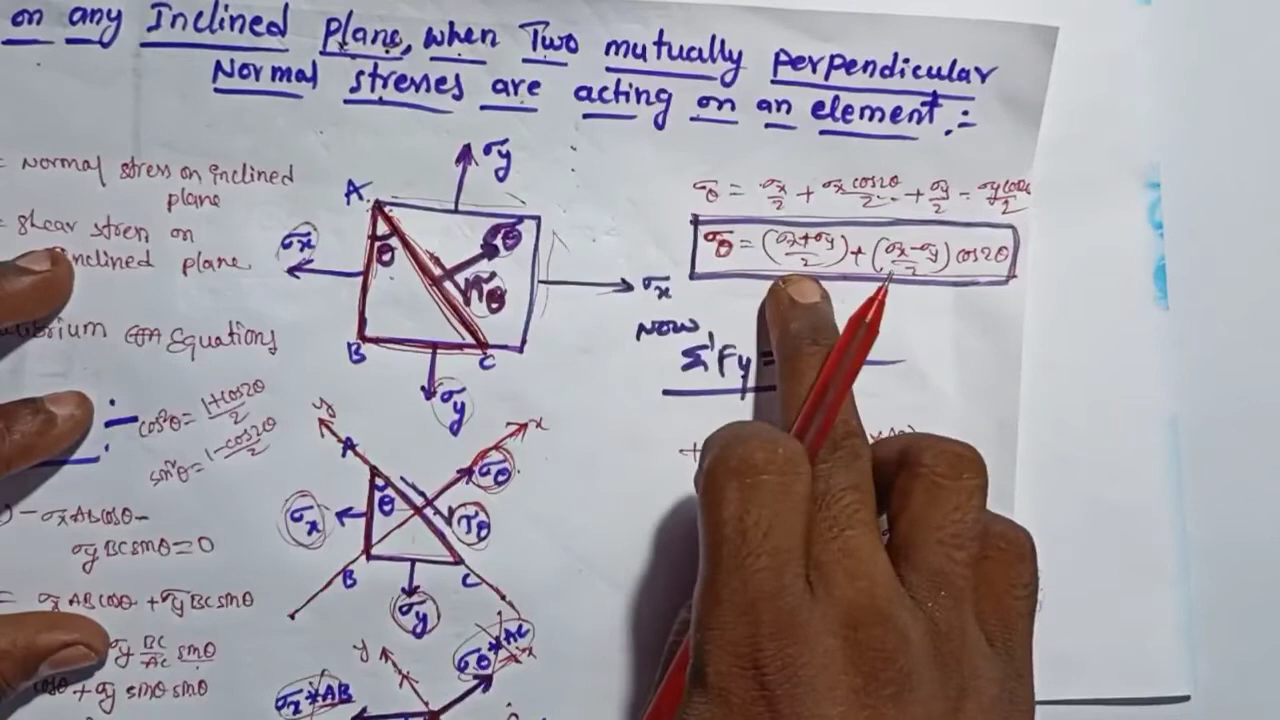 on any Inclined plane, when Two mutually perpendicular
Normal stresses are acting on an element :-
= Normal stress on inclined
plane
= shear stress on
inclined plane
Equations
cos²θ = 1+cos2θ/2
sin²θ = 1-cos2θ/2
) - σx AB cosθ -
σy BC sinθ = 0
= σx AB cosθ + σy BC sinθ
σy BC/AC sinθ
cosθ + σy sinθ sinθ
σy
A
σx
θ
σθ
τθ
σx
B
C
σy
y
x
A
σθ
θ
σx
τθ
B
C
σy
y
σθ*AC
x
σx*AB
σθ = σx/2 + σx cos2θ/2 + σy/2 - σy cos2θ/2
σθ = (σx+σy/2) + (σx-σy/2) cos2θ
NOW
ΣFy =
+